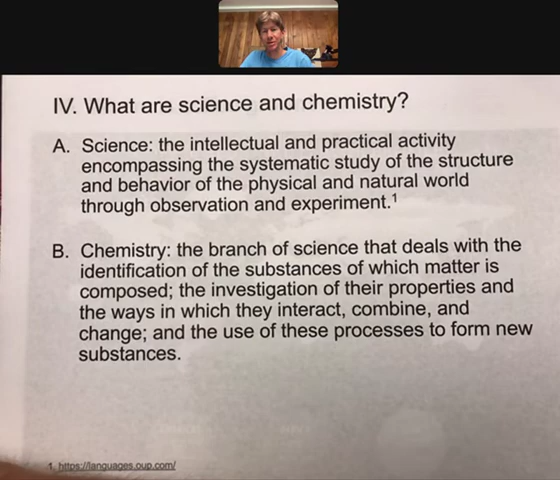 IV. What are science and chemistry?
A. Science: the intellectual and practical activity
encompassing the systematic study of the structure
and behavior of the physical and natural world
through observation and experiment.¹
B. Chemistry: the branch of science that deals with the
identification of the substances of which matter is
composed; the investigation of their properties and
the ways in which they interact, combine, and
change; and the use of these processes to form new
substances.
1. https://languages.oup.com/